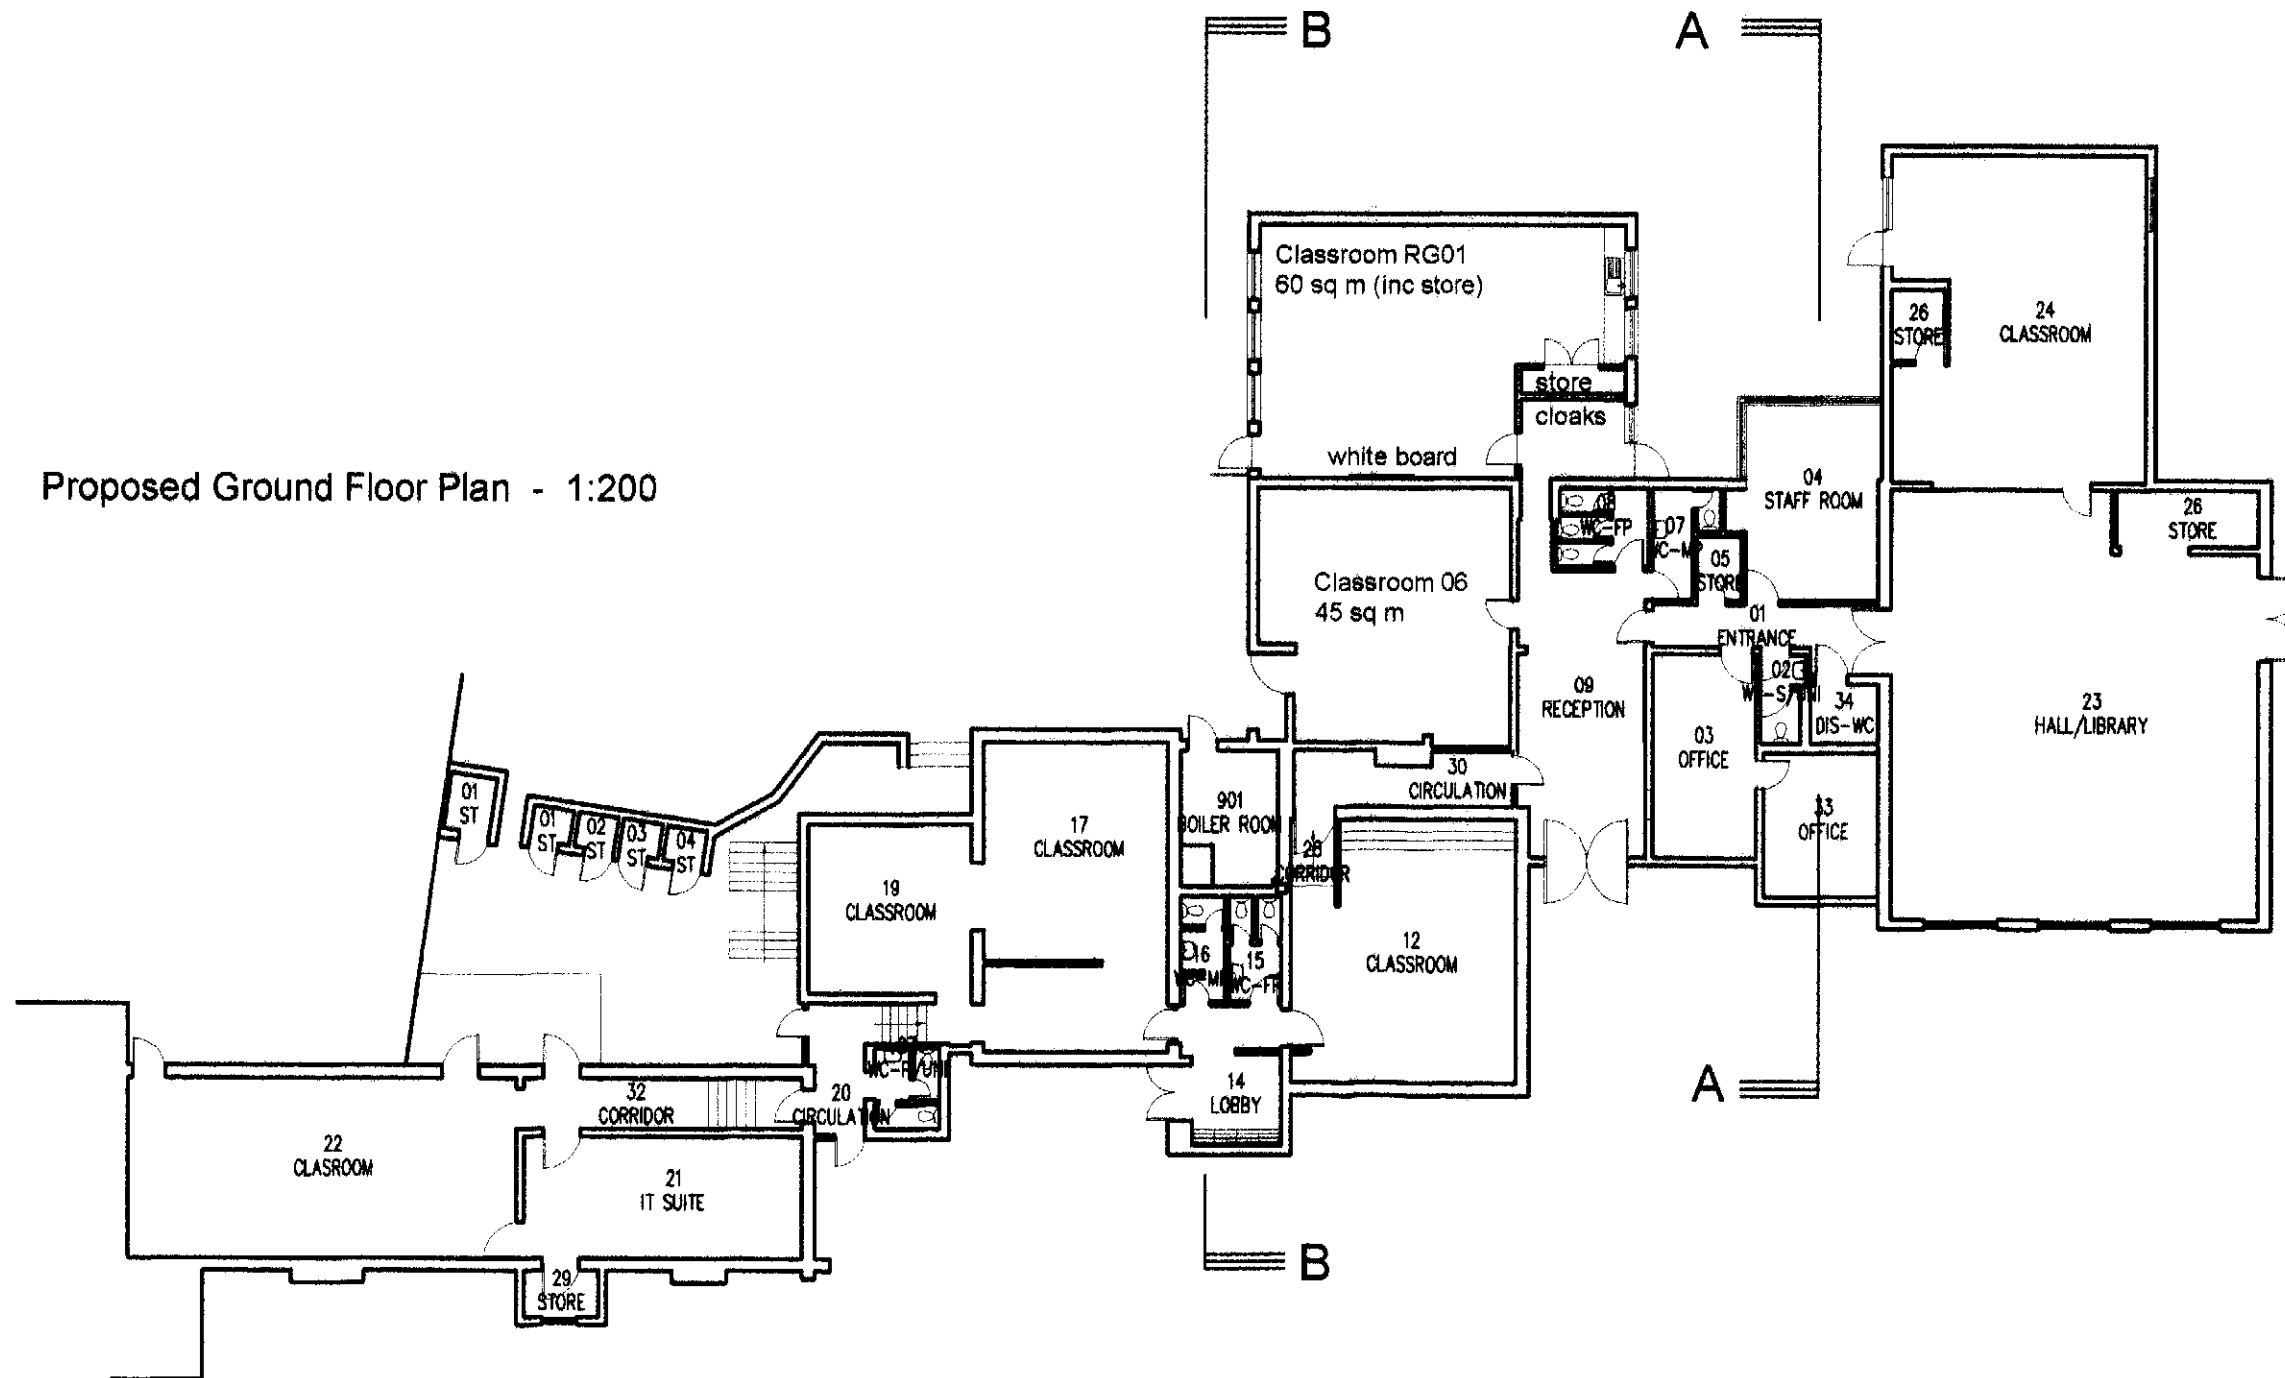 B
A
Classroom RG01
60 sq m (inc store)
26
STORE
24
CLASSROOM
store
cloaks
white board
Proposed Ground Floor Plan - 1:200
04
STAFF ROOM
08
WC-FP
07
05
STORE
26
STORE
Classroom 06
45 sq m
01
ENTRANCE
02
34
DIS-WC
09
RECEPTION
03
OFFICE
23
HALL/LIBRARY
33
OFFICE
30
CIRCULATION
901
BOILER ROOM
17
CLASSROOM
01
ST
01
ST
02
ST
03
ST
04
ST
28
CORRIDOR
19
CLASSROOM
12
CLASSROOM
16
15
14
LOBBY
A
20
CIRCULATION
32
CORRIDOR
22
CLASROOM
21
IT SUITE
29
STORE
B